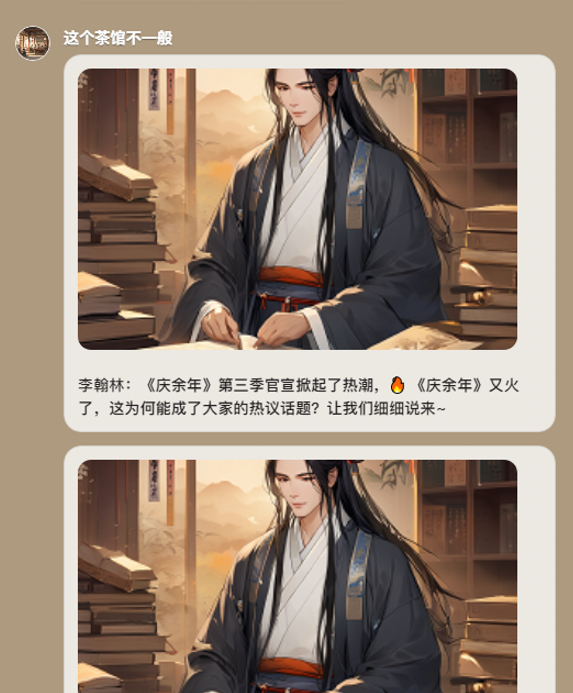 这个茶馆不一般
李翰林：《庆余年》第三季官宣掀起了热潮，🔥 《庆余年》又火
了，这为何能成了大家的热议话题？让我们细细说来~